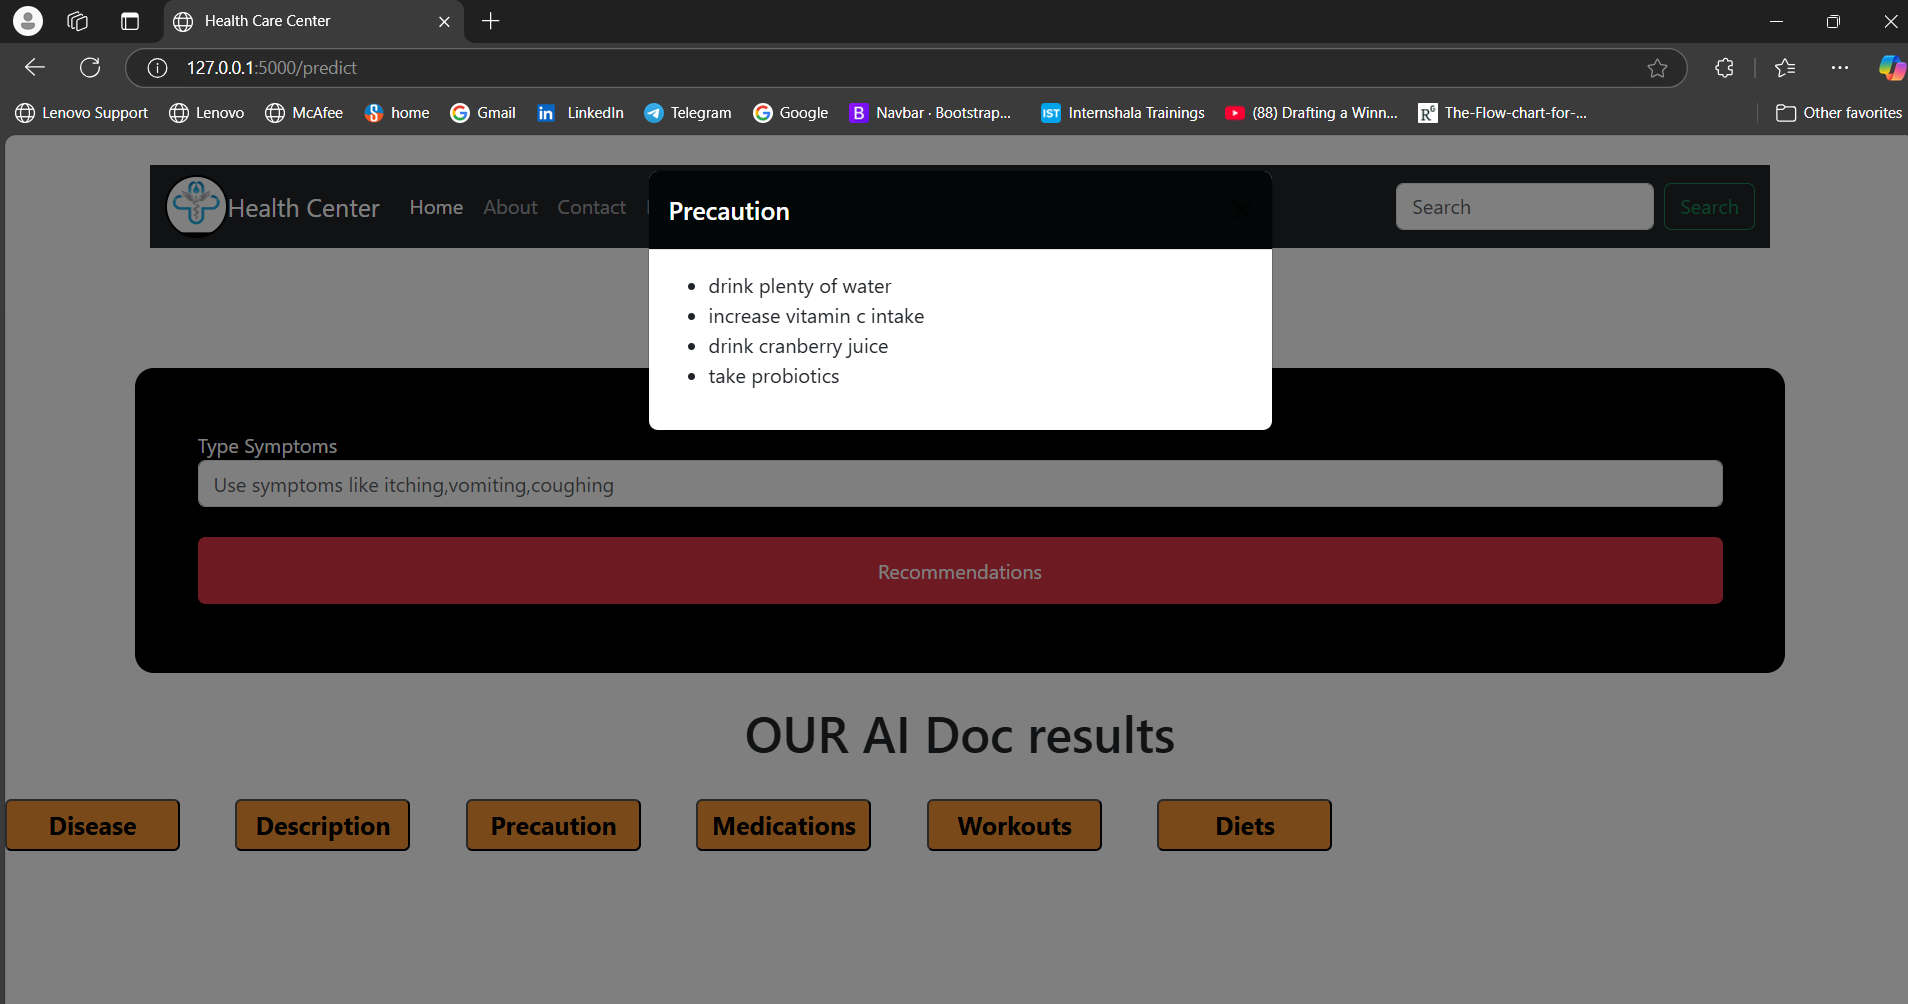 Health Care Center
127.0.0.1:5000/predict
Lenovo Support Lenovo McAfee home Gmail LinkedIn Telegram Google Navbar · Bootstrap... Internshala Trainings (88) Drafting a Winn... The-Flow-chart-for-... Other favorites
Health Center Home About Contact Search Search
Precaution
drink plenty of water
increase vitamin c intake
drink cranberry juice
take probiotics
Type Symptoms
Use symptoms like itching,vomiting,coughing
Recommendations
OUR AI Doc results
Disease Description Precaution Medications Workouts Diets